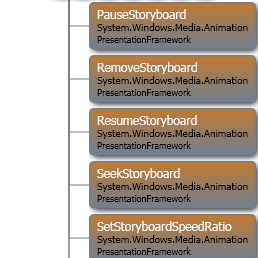 PauseStoryboard
System.Windows.Media.Animation
PresentationFramework
RemoveStoryboard
System.Windows.Media.Animation
PresentationFramework
ResumeStoryboard
System.Windows.Media.Animation
PresentationFramework
SeekStoryboard
System.Windows.Media.Animation
PresentationFramework
SetStoryboardSpeedRatio
System.Windows.Media.Animation
PresentationFramework